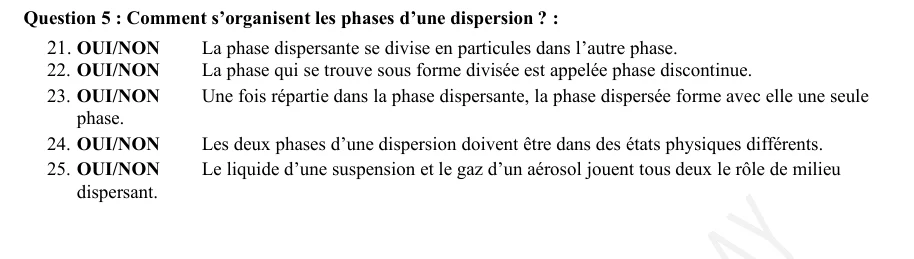 Question 5 : Comment s’organisent les phases d’une dispersion ? :
21. OUI/NON La phase dispersante se divise en particules dans l’autre phase.
22. OUI/NON La phase qui se trouve sous forme divisée est appelée phase discontinue.
23. OUI/NON Une fois répartie dans la phase dispersante, la phase dispersée forme avec elle une seule
phase.
24. OUI/NON Les deux phases d’une dispersion doivent être dans des états physiques différents.
25. OUI/NON Le liquide d’une suspension et le gaz d’un aérosol jouent tous deux le rôle de milieu
dispersant.